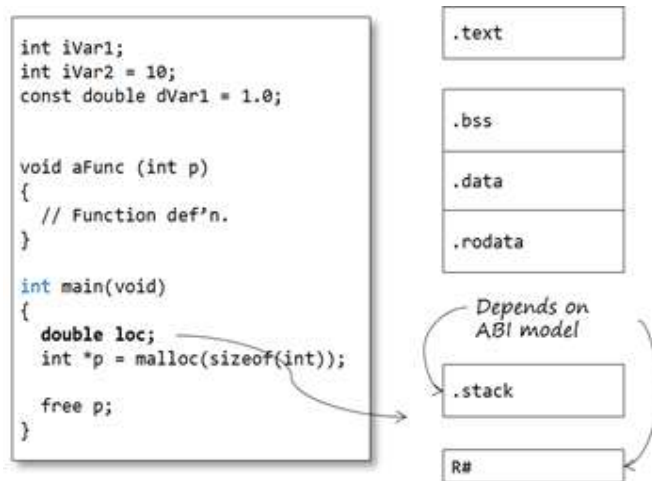 int iVar1;
int iVar2 = 10;
const double dVar1 = 1.0;
void aFunc (int p)
{
// Function def’n.
}
int main(void)
{
double loc;
int *p = malloc(sizeof(int));
free p;
}
.text
.bss
.data
.rodata
Depends on
ABI model
.stack
R#